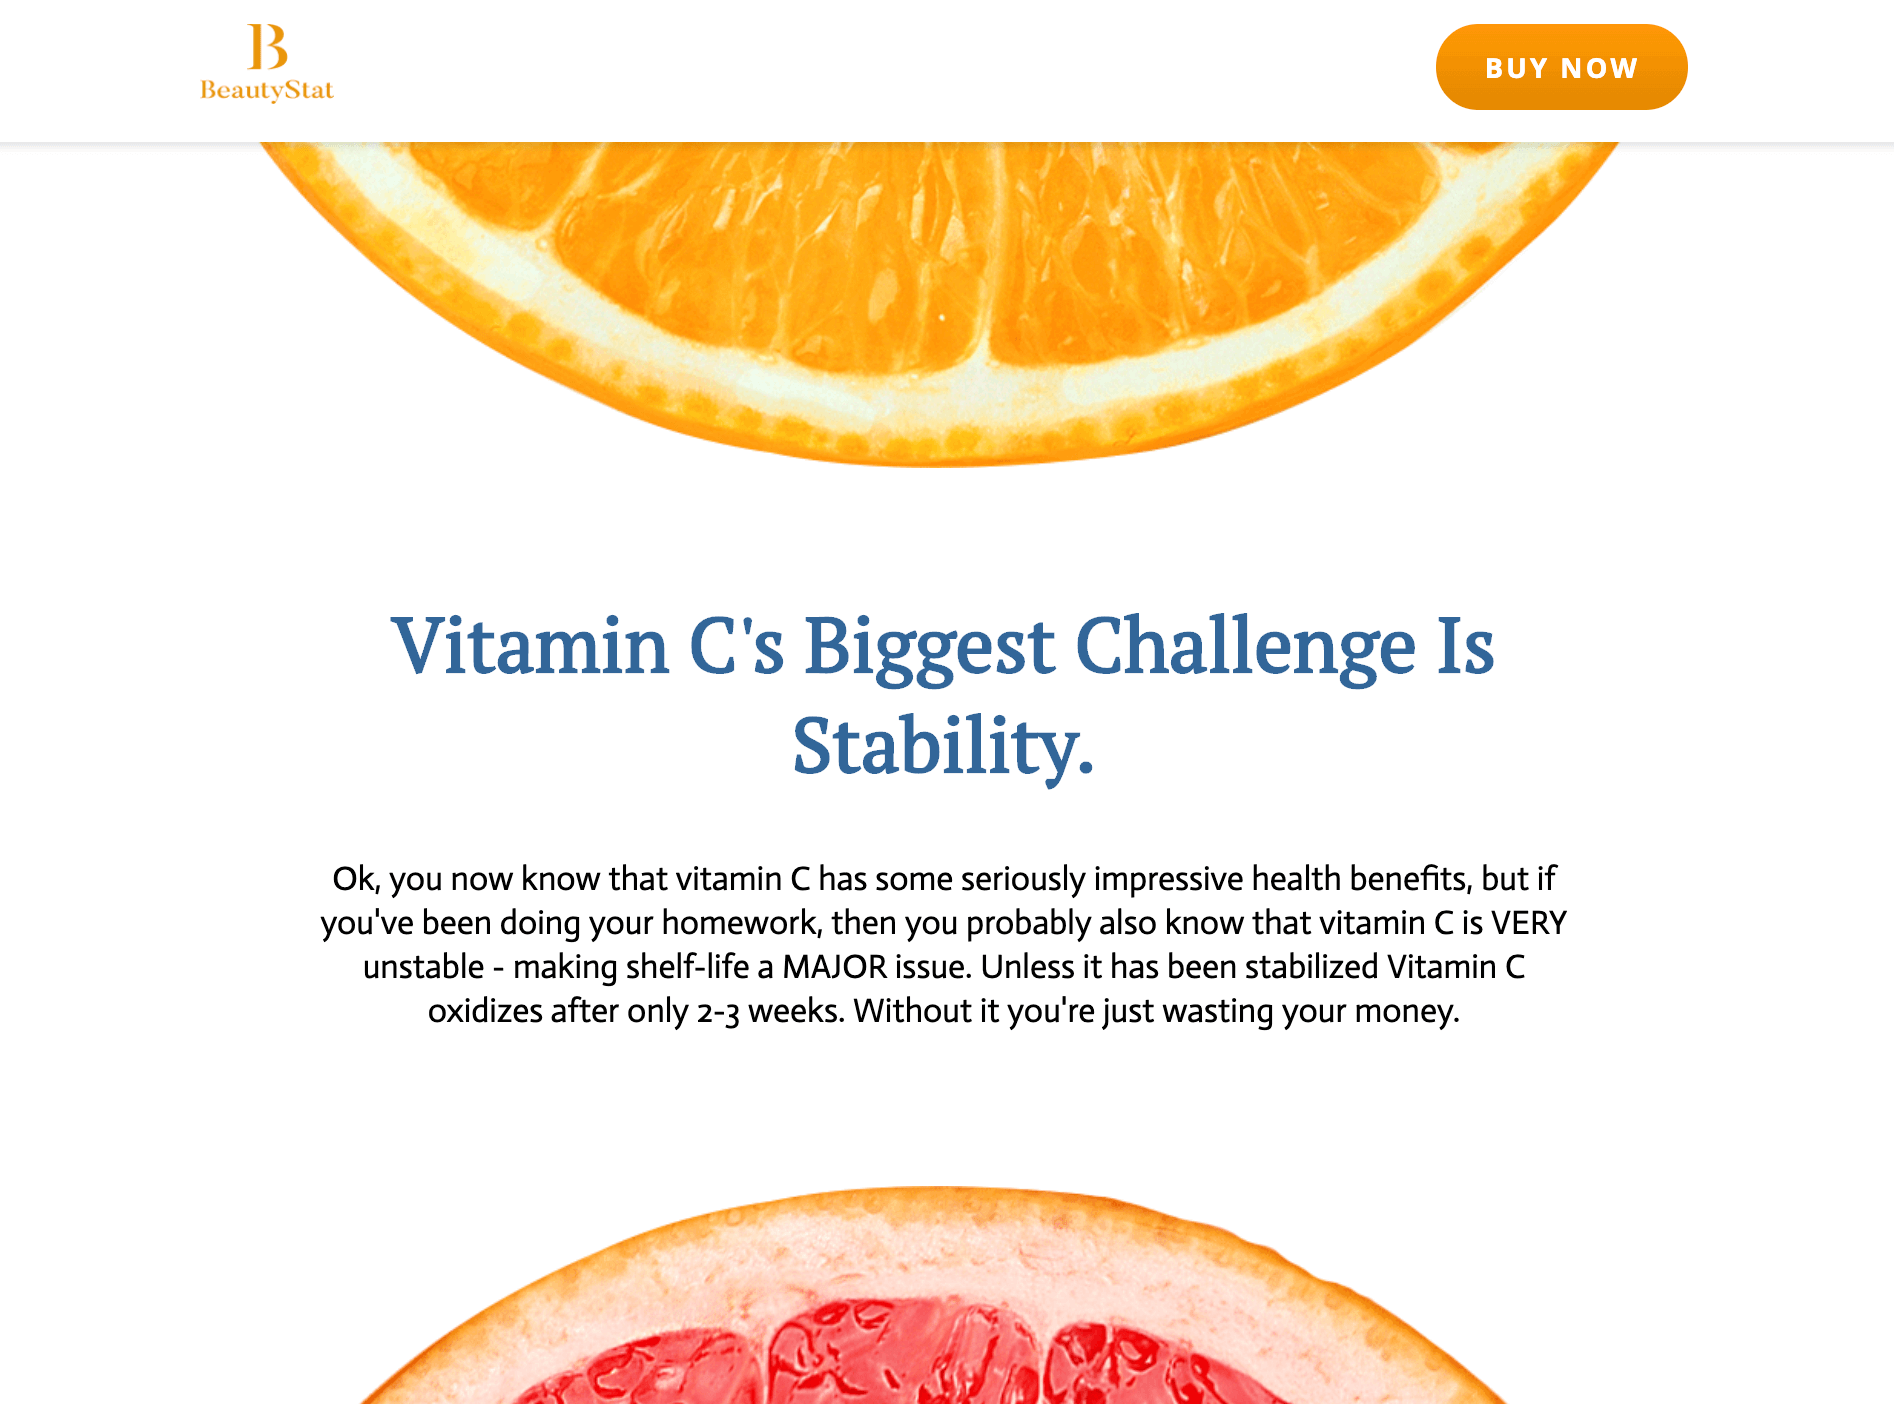 B
BeautyStat
BUY NOW
Vitamin C's Biggest Challenge Is
Stability.
Ok, you now know that vitamin C has some seriously impressive health benefits, but if
you've been doing your homework, then you probably also know that vitamin C is VERY
unstable - making shelf-life a MAJOR issue. Unless it has been stabilized Vitamin C
oxidizes after only 2-3 weeks. Without it you're just wasting your money.